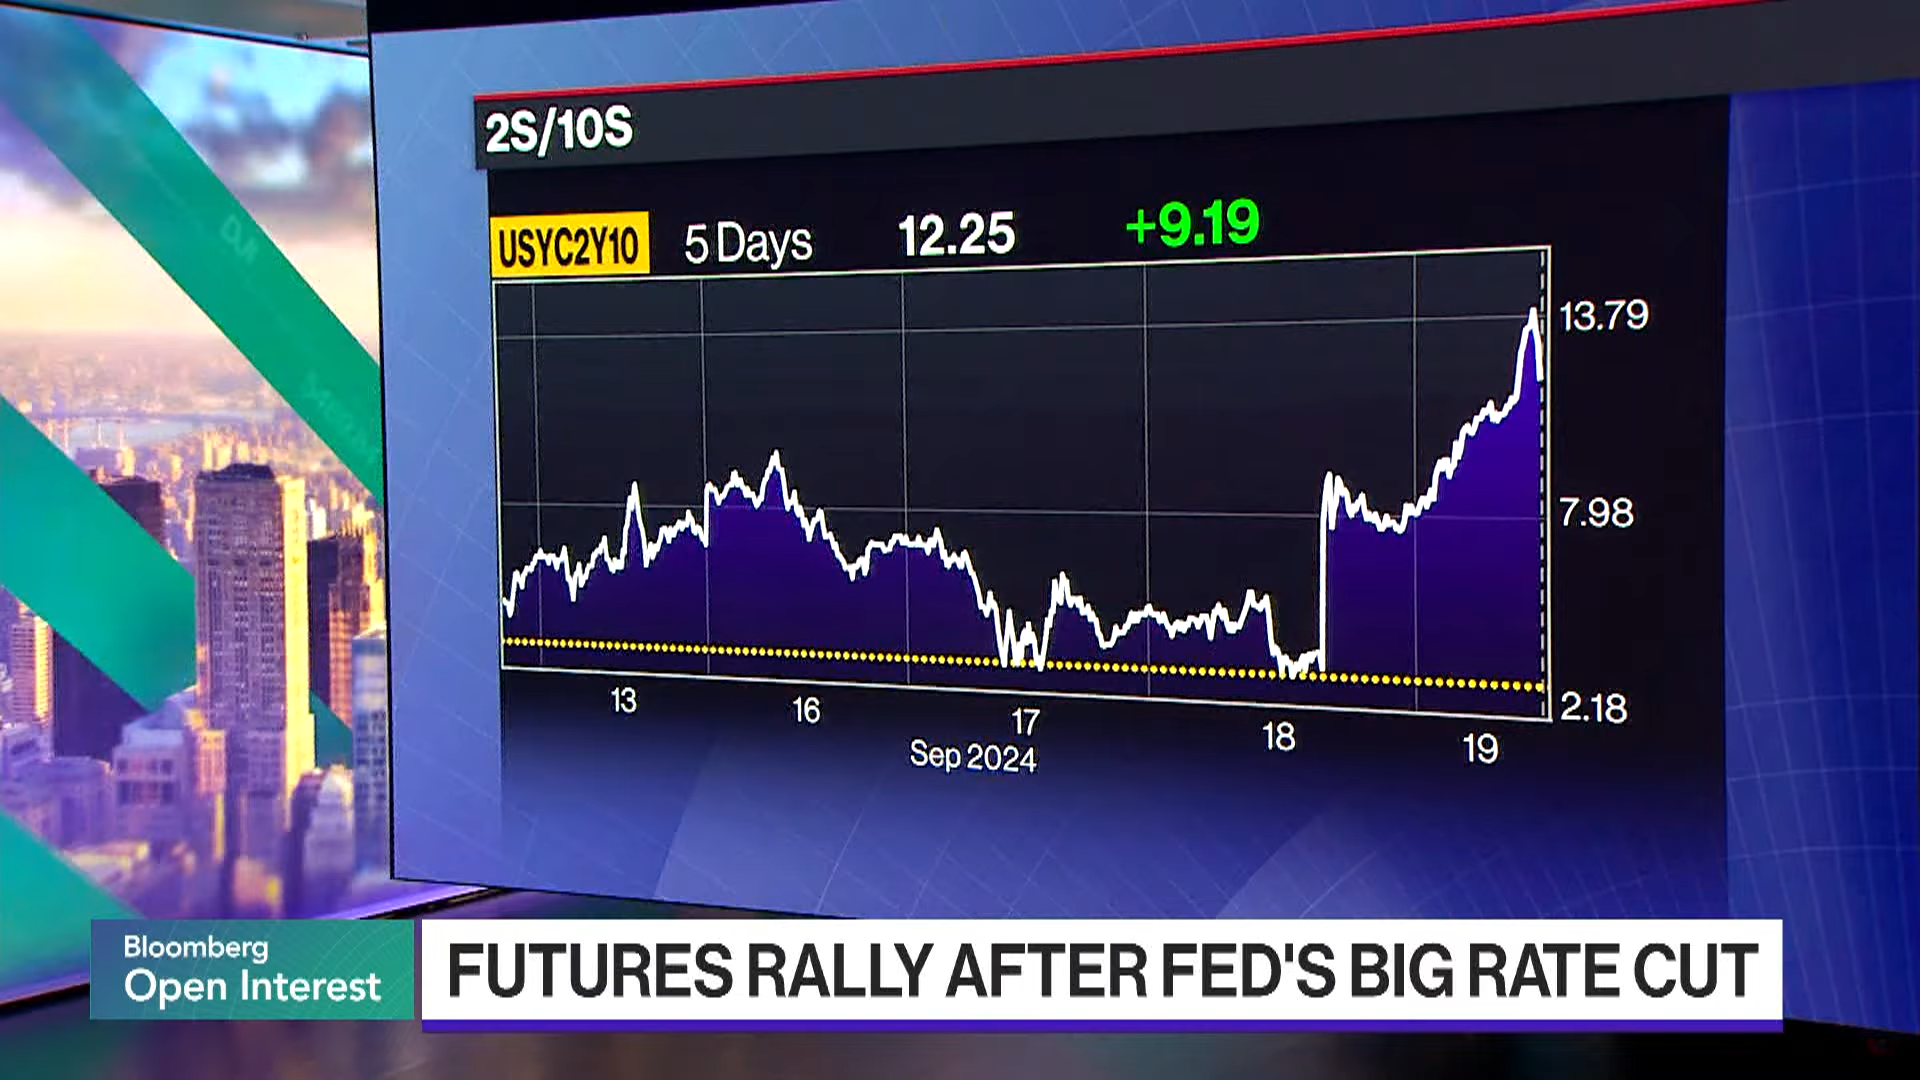 2S/10S
USYC2Y10 5 Days 12.25 +9.19
13.79
7.98
2.18
13 16 17 18 19
Sep 2024
Bloomberg
Open Interest
FUTURES RALLY AFTER FED'S BIG RATE CUT